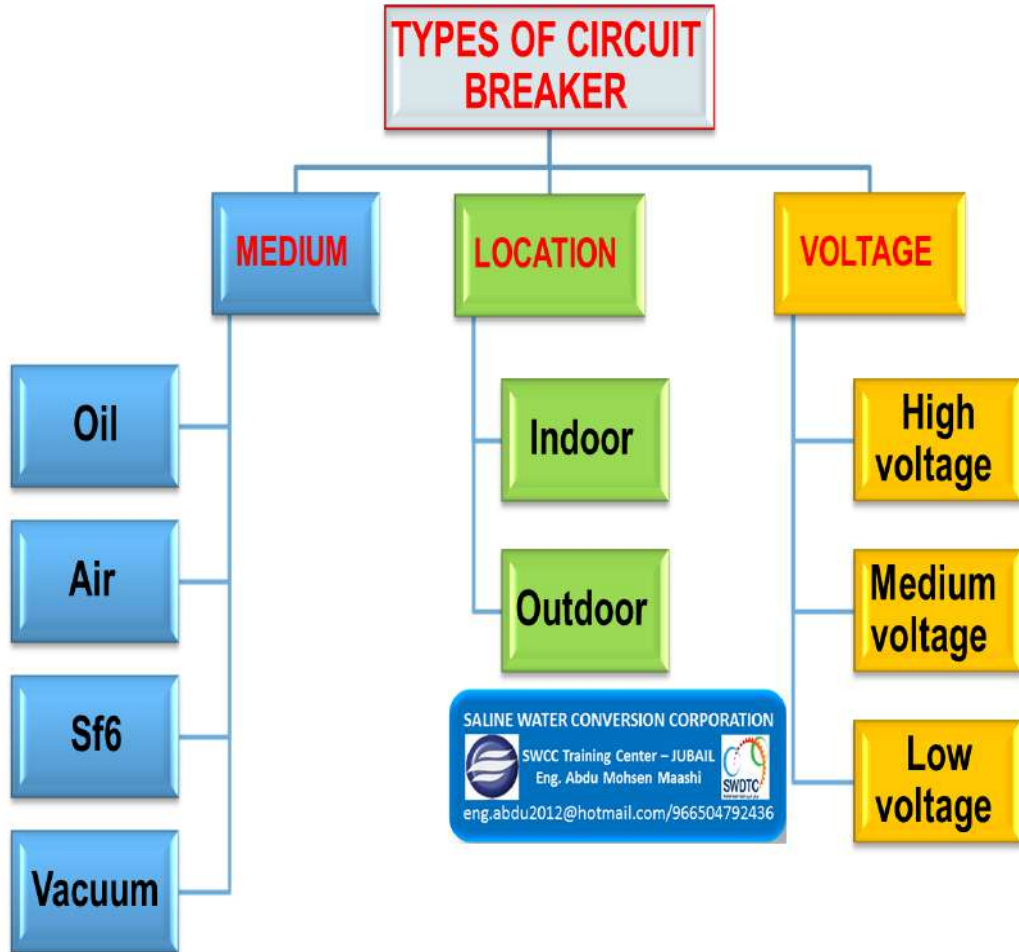 TYPES OF CIRCUIT
BREAKER
MEDIUM
LOCATION
VOLTAGE
Oil
Air
Sf6
Vacuum
Indoor
Outdoor
High
voltage
Medium
voltage
Low
voltage
SALINE WATER CONVERSION CORPORATION
SWCC Training Center – JUBAIL
Eng. Abdu Mohsen Maashi
SWDTC
eng.abdu2012@hotmail.com/966504792436